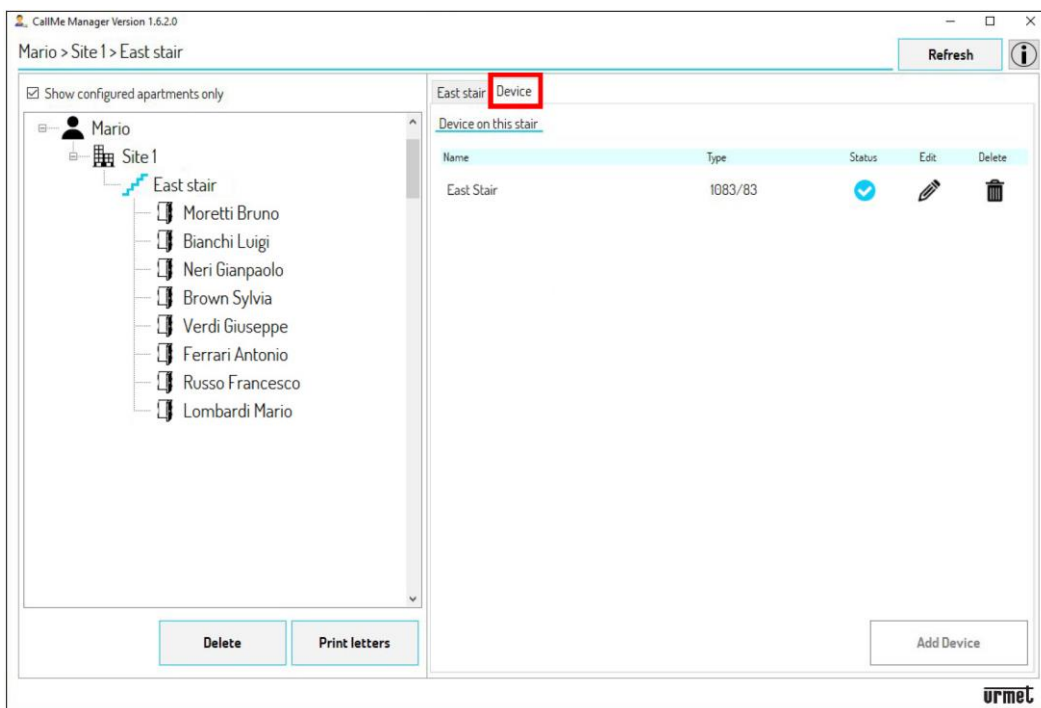 CallMe Manager Version 1.6.2.0
Mario > Site 1 > East stair
Refresh
Show configured apartments only
Mario
Site 1
East stair
Moretti Bruno
Bianchi Luigi
Neri Gianpaolo
Brown Sylvia
Verdi Giuseppe
Ferrari Antonio
Russo Francesco
Lombardi Mario
Delete
Print letters
East stair Device
Device on this stair
Name Type Status Edit Delete
East Stair 1083/83
Add Device
urmet